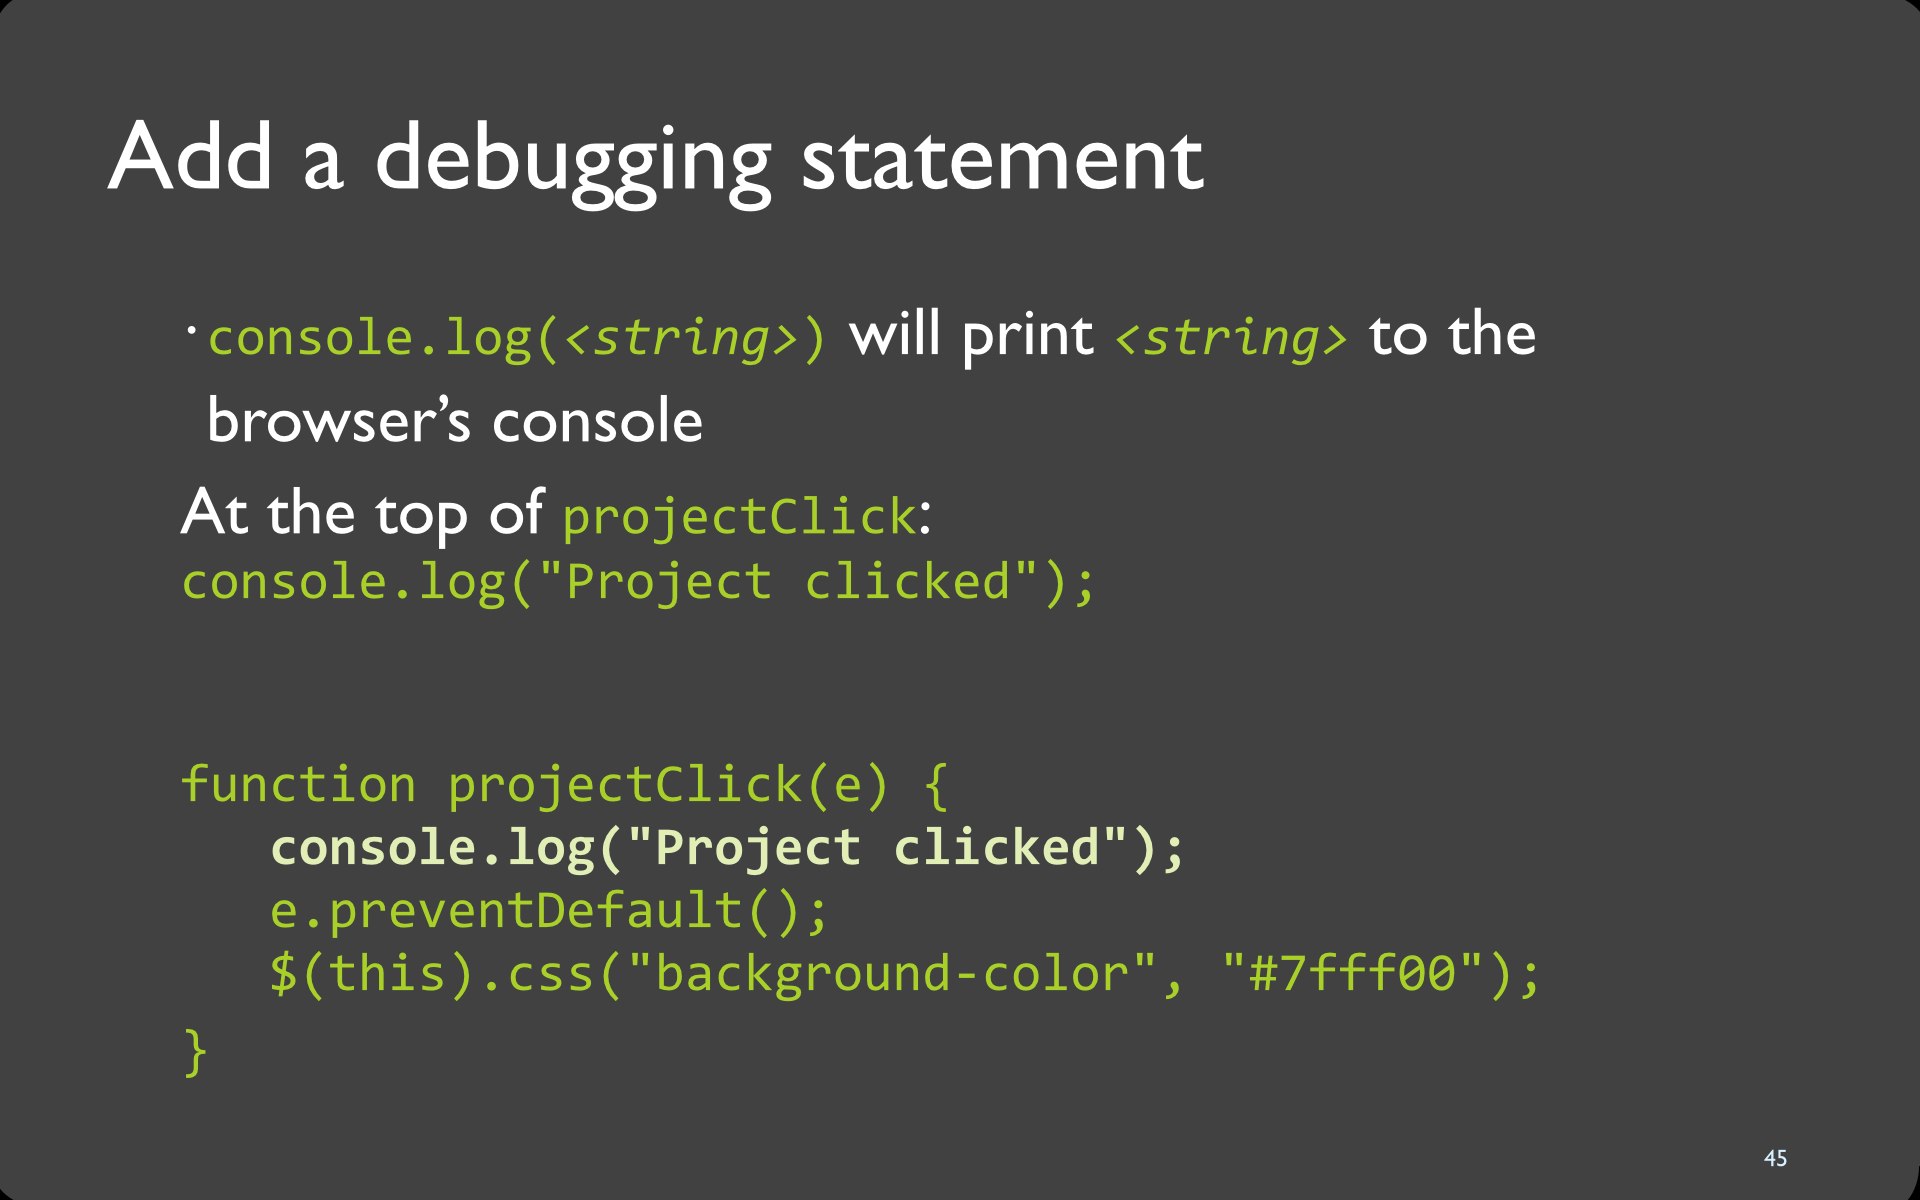 Add a debugging statement
· console.log(<string>) will print <string> to the
browser’s console
At the top of projectClick:
console.log("Project clicked");
function projectClick(e) {
   console.log("Project clicked");
   e.preventDefault();
   $(this).css("background-color", "#7fff00");
}
45